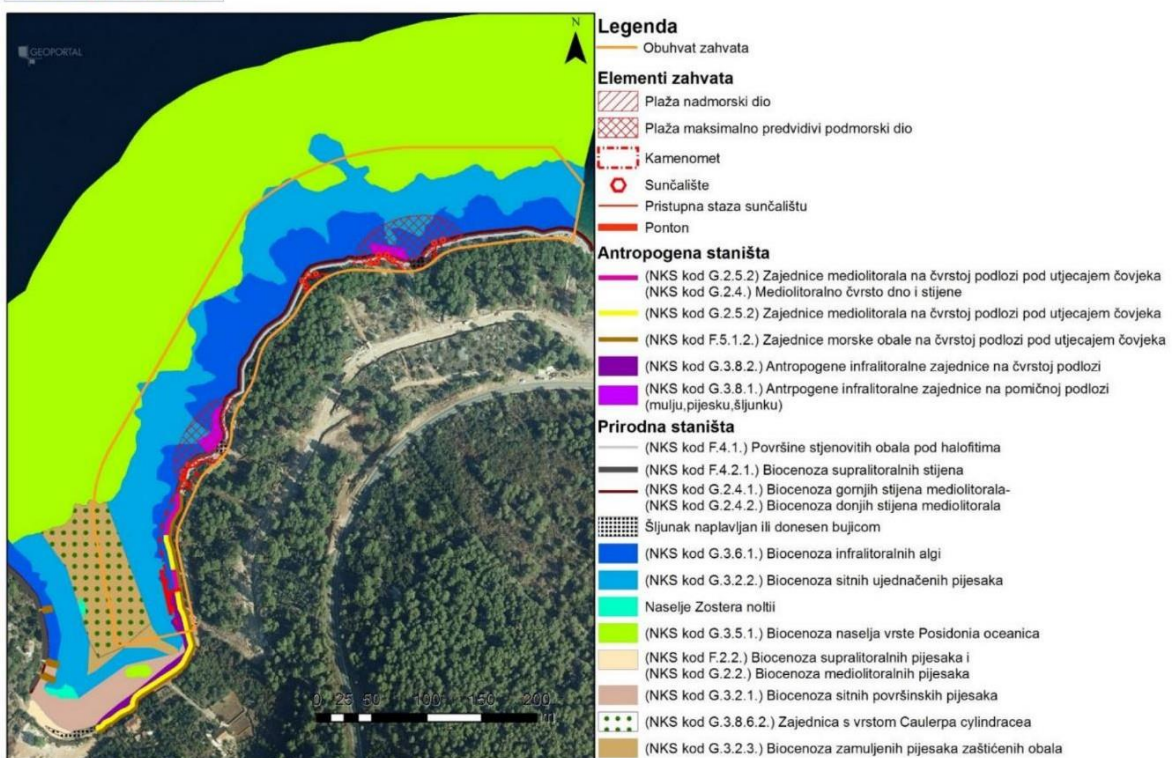 GEOPORTAL
N
0 25 50 100 150 200
m
Legenda
Obuhvat zahvata
Elementi zahvata
Plaža nadmorski dio
Plaža maksimalno predvidivi podmorski dio
Kamenomet
Sunčalište
Pristupna staza sunčalištu
Ponton
Antropogena staništa
(NKS kod G.2.5.2) Zajednice mediolitorala na čvrstoj podlozi pod utjecajem čovjeka
(NKS kod G.2.4.) Mediolitoralno čvrsto dno i stijene
(NKS kod G.2.5.2) Zajednice mediolitorala na čvrstoj podlozi pod utjecajem čovjeka
(NKS kod F.5.1.2.) Zajednice morske obale na čvrstoj podlozi pod utjecajem čovjeka
(NKS kod G.3.8.2.) Antropogene infralitoralne zajednice na čvrstoj podlozi
(NKS kod G.3.8.1.) Antrpogene infralitoralne zajednice na pomičnoj podlozi
(mulju,pijesku,šljunku)
Prirodna staništa
(NKS kod F.4.1.) Površine stjenovitih obala pod halofitima
(NKS kod F.4.2.1.) Biocenoza supralitoralnih stijena
(NKS kod G.2.4.1.) Biocenoza gornjih stijena mediolitorala-
(NKS kod G.2.4.2.) Biocenoza donjih stijena mediolitorala
Šljunak naplavljan ili donesen bujicom
(NKS kod G.3.6.1.) Biocenoza infralitoralnih algi
(NKS kod G.3.2.2.) Biocenoza sitnih ujednačenih pijesaka
Naselje Zostera noltii
(NKS kod G.3.5.1.) Biocenoza naselja vrste Posidonia oceanica
(NKS kod F.2.2.) Biocenoza supralitoralnih pijesaka i
(NKS kod G.2.2.) Biocenoza mediolitoralnih pijesaka
(NKS kod G.3.2.1.) Biocenoza sitnih površinskih pijesaka
(NKS kod G.3.8.6.2.) Zajednica s vrstom Caulerpa cylindracea
(NKS kod G.3.2.3.) Biocenoza zamuljenih pijesaka zaštićenih obala